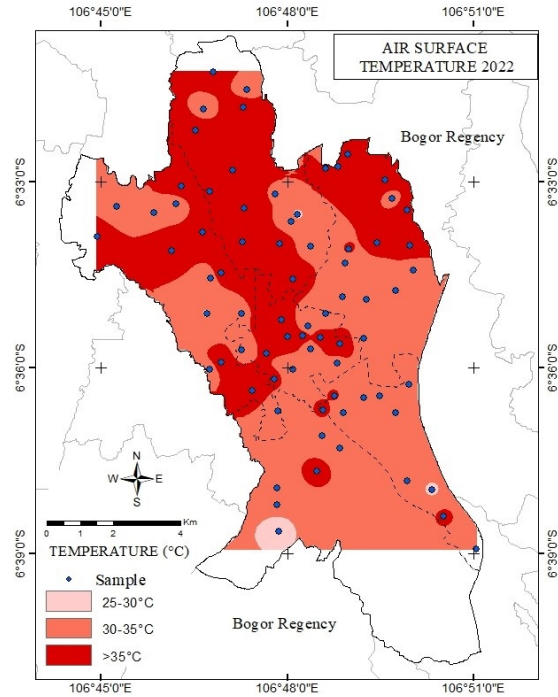 106°45'0"E 106°48'0"E 106°51'0"E
AIR SURFACE
TEMPERATURE 2022
Bogor Regency
6°33'0"S 6°33'0"S
6°36'0"S 6°36'0"S
N
W E
S
0 1 2 4 Km
TEMPERATURE (°C)
Sample
25-30°C
30-35°C
>35°C
6°39'0"S 6°39'0"S
Bogor Regency
106°45'0"E 106°48'0"E 106°51'0"E